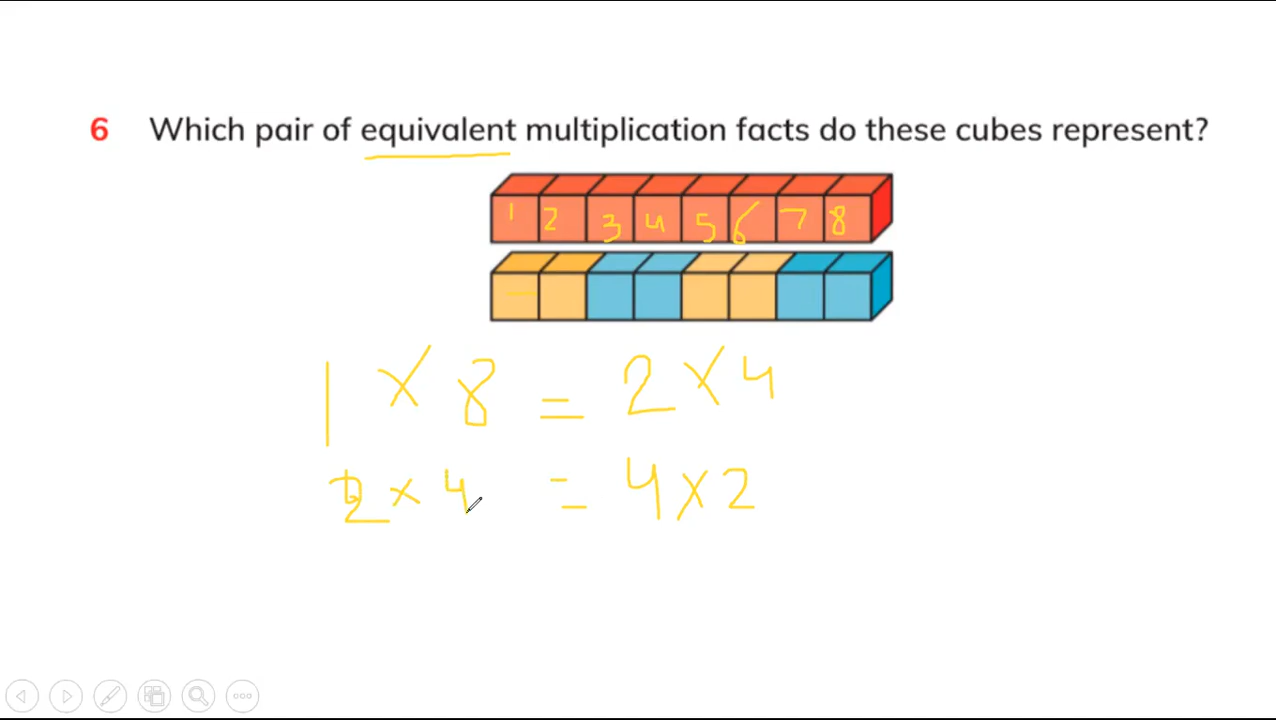 6 Which pair of equivalent multiplication facts do these cubes represent?
1 2 3 4 5 6 7 8
1 × 8 = 2 × 4
2 × 4 = 4 × 2